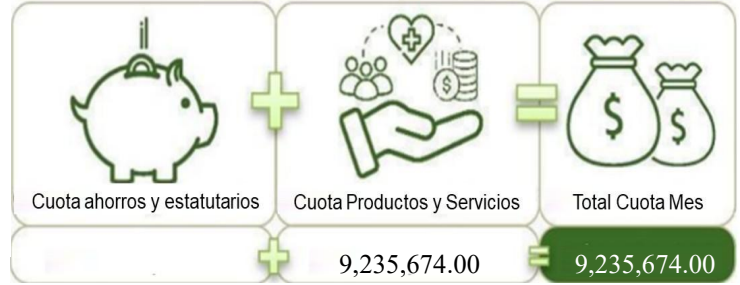 Cuota ahorros y estatutarios
Cuota Productos y Servicios
Total Cuota Mes
9,235,674.00
9,235,674.00